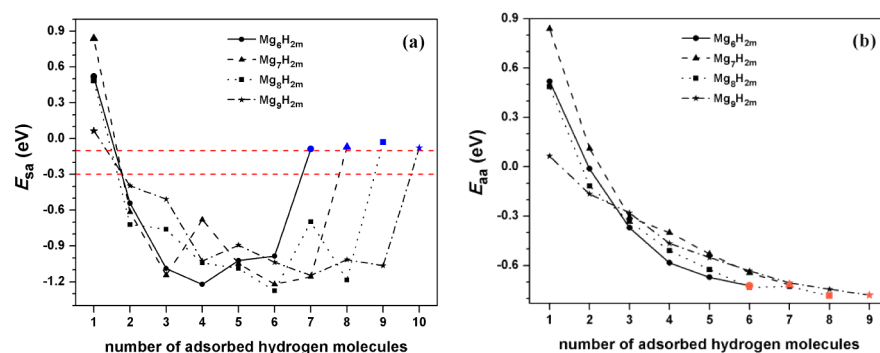 (a)
Mg₆H₂ₘ
Mg₇H₂ₘ
Mg₈H₂ₘ
Mg₉H₂ₘ
0.9
0.6
0.3
0.0
-0.3
-0.6
-0.9
-1.2
Eₛₐ (eV)
1 2 3 4 5 6 7 8 9 10
number of adsorbed hydrogen molecules
(b)
Mg₆H₂ₘ
Mg₇H₂ₘ
Mg₈H₂ₘ
Mg₉H₂ₘ
0.9
0.6
0.3
0.0
-0.3
-0.6
Eₐₐ (eV)
1 2 3 4 5 6 7 8 9
number of adsorbed hydrogen molecules